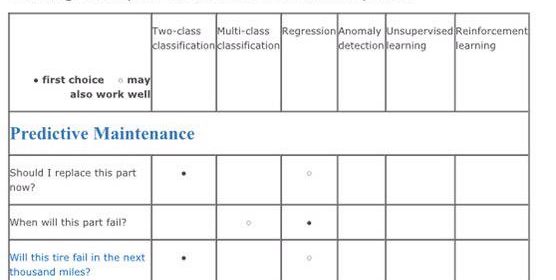 Two-class classification
Multi-class classification
Regression
Anomaly detection
Unsupervised learning
Reinforcement learning
• first choice ◦ may also work well
Predictive Maintenance
Should I replace this part now?
• ◦
When will this part fail?
◦ •
Will this tire fail in the next thousand miles?
• ◦